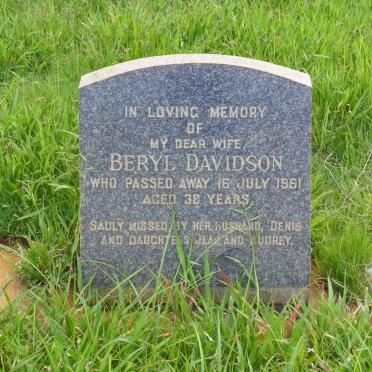 IN LOVING MEMORY
OF
MY DEAR WIFE
BERYL DAVIDSON
WHO PASSED AWAY 16 JULY 1961
AGED 38 YEARS.
SADLY MISSED BY HER HUSBAND, DENIS
AND DAUGHTERS JEAN AND AUDREY.